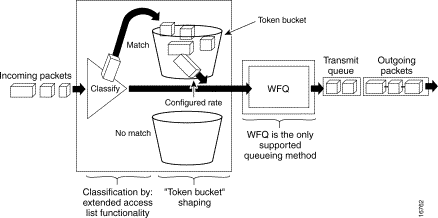 Token bucket
Match
Incoming packets
Classify
Configured rate
No match
WFQ
Transmit
queue
Outgoing
packets
WFQ is the only
supported
queueing method
Classification by:
extended access
list functionality
"Token bucket"
shaping
16762